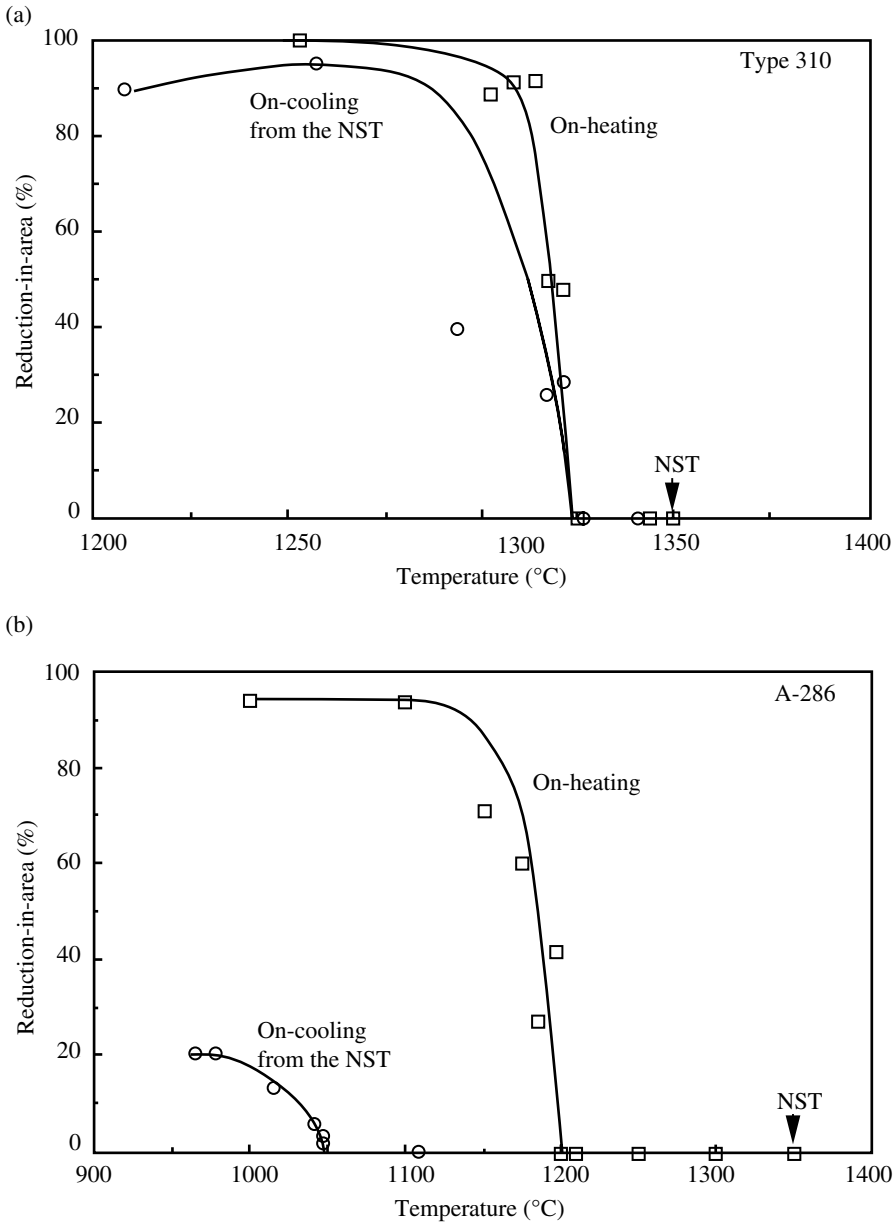 (a)
100
80
60
40
20
0
Reduction-in-area (%)
Type 310
On-cooling
from the NST
On-heating
NST
1200
1250
1300
1350
1400
Temperature (°C)
(b)
100
80
60
40
20
0
Reduction-in-area (%)
A-286
On-heating
On-cooling
from the NST
NST
900
1000
1100
1200
1300
1400
Temperature (°C)